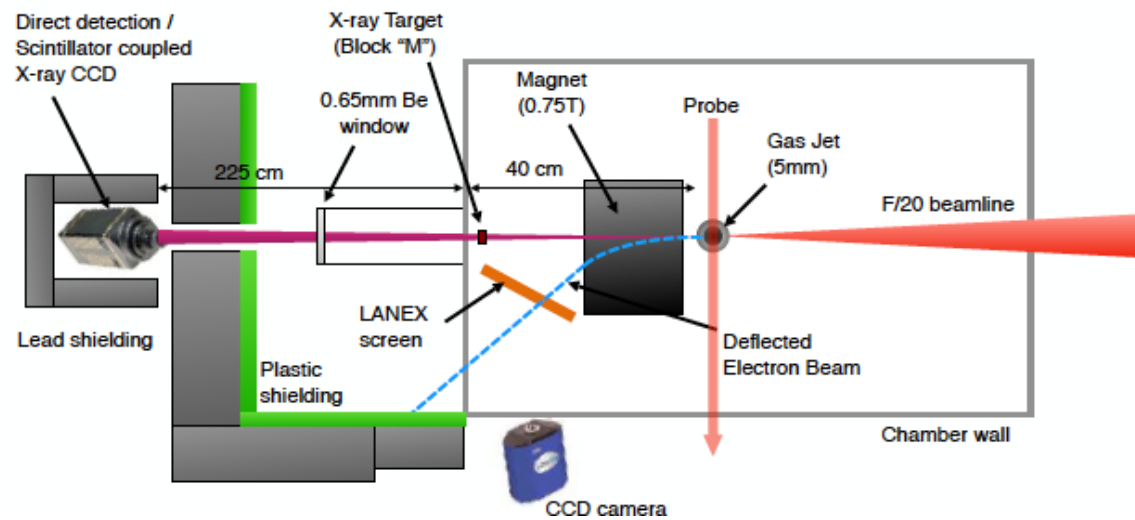 Direct detection /
Scintillator coupled
X-ray CCD
X-ray Target
(Block “M”)
0.65mm Be
window
Magnet
(0.75T)
Probe
Gas Jet
(5mm)
225 cm
40 cm
F/20 beamline
LANEX
screen
Deflected
Electron Beam
Lead shielding
Plastic
shielding
Chamber wall
CCD camera